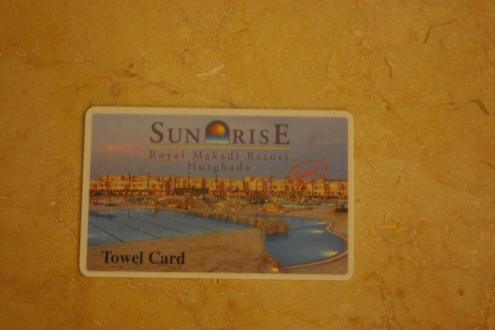 SUNRISE
Royal Makadi Resort
Hurghada
Towel Card